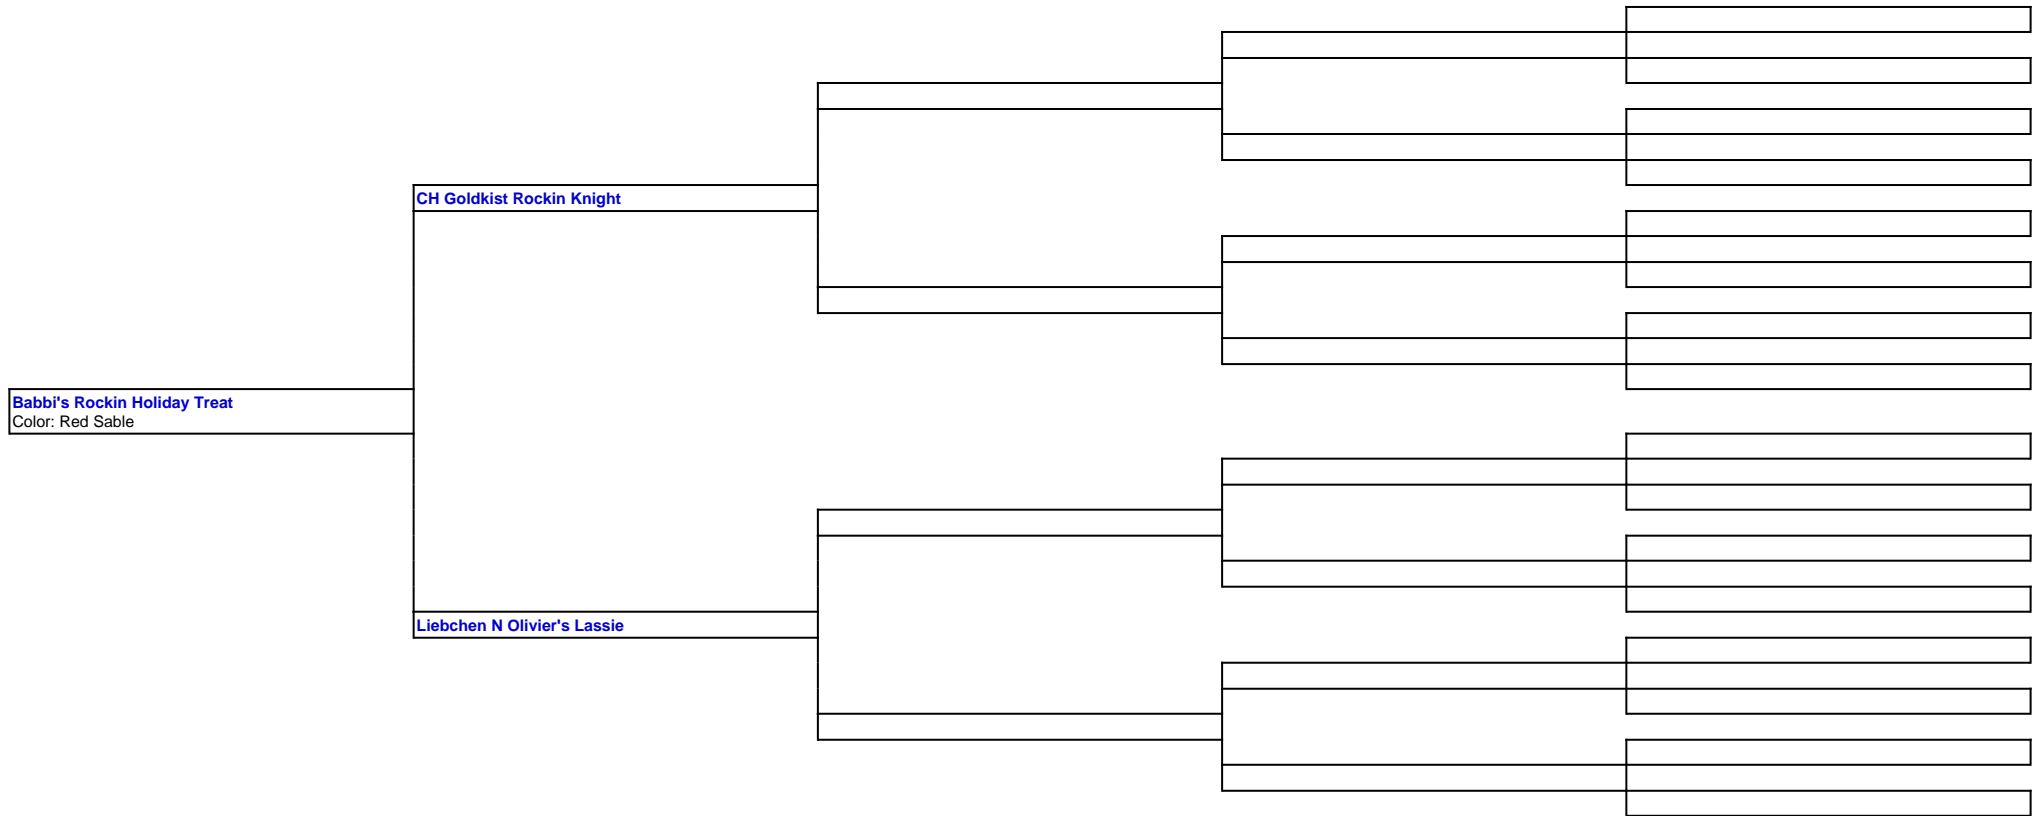 CH Goldkist Rockin Knight
Babbi's Rockin Holiday Treat
Color: Red Sable
Liebchen N Olivier's Lassie